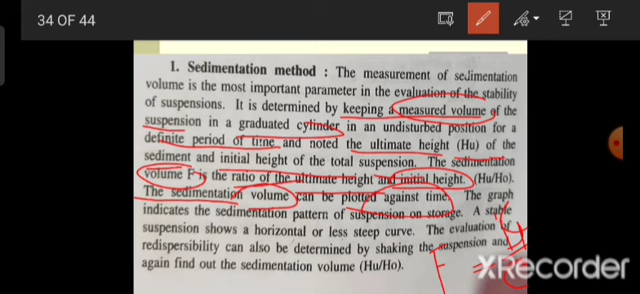 34 OF 44
1. Sedimentation method : The measurement of sedimentation
volume is the most important parameter in the evaluation of the stability
of suspensions. It is determined by keeping a measured volume of the
suspension in a graduated cylinder in an undisturbed position for a
definite period of time and noted the ultimate height (Hu) of the
sediment and initial height of the total suspension. The sedimentation
volume F is the ratio of the ultimate height and initial height. (Hu/Ho).
The sedimentation volume can be plotted against time. The graph
indicates the sedimentation pattern of suspension on storage. A stable
suspension shows a horizontal or less steep curve. The evaluation of
redispersibility can also be determined by shaking the suspension and
again find out the sedimentation volume (Hu/Ho).
F =
XRecorder